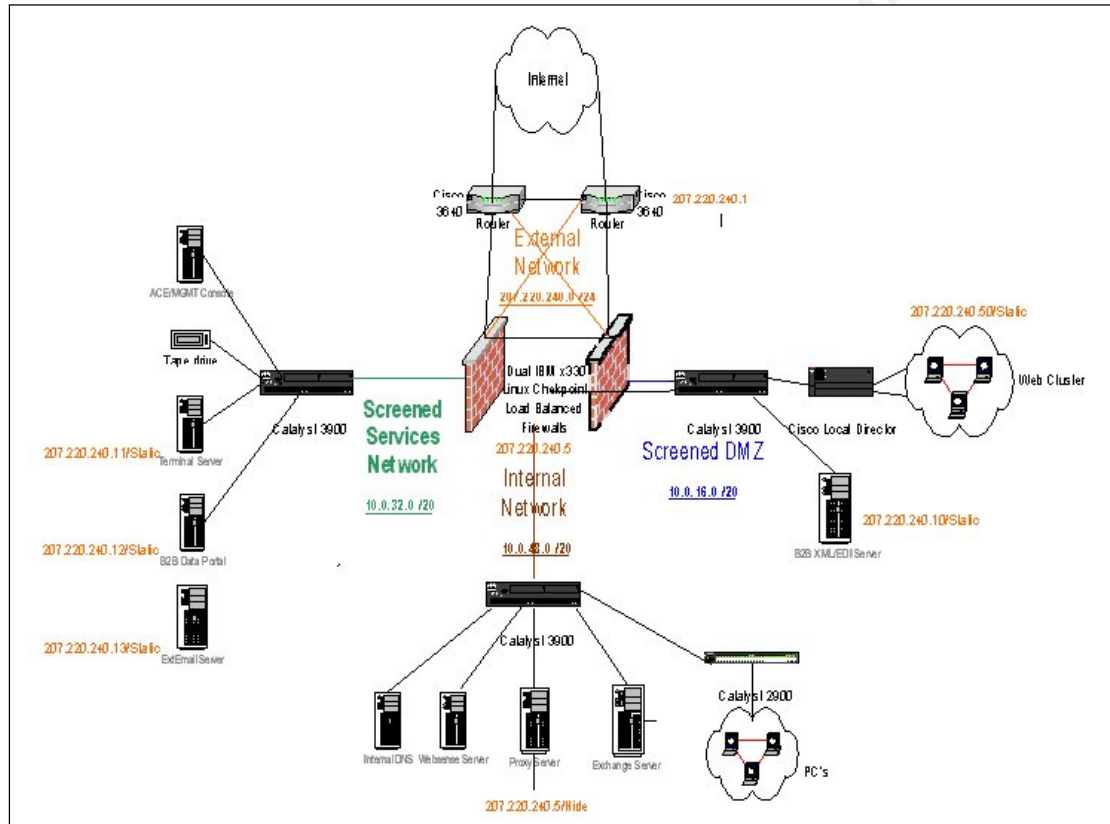 Internet
Cisco
3640
Router
Cisco
3640
Router
207.220.240.1
External
Network
207.220.240.0 /24
ACE/MGMT Console
Tape drive
Catalyst 3900
Terminal Server
207.220.240.11/Static
B2B Data Portal
207.220.240.12/Static
ExtEmail Server
207.220.240.13/Static
Screened
Services
Network
10.0.32.0 /20
Dual IBM x330
Linux Chekpoint
Load Balanced
Firewalls
207.220.240.5
Internal
Network
10.0.48.0 /20
Catalyst 3900
Screened DMZ
10.0.16.0 /20
Cisco Local Director
207.220.240.50/Static
Web Cluster
207.220.240.10/Static
B2B XML/EDI Server
Catalyst 3900
Internal DNS
Websense Server
Proxy Server
Exchange Server
207.220.240.5/Hide
Catalyst 2900
PC's